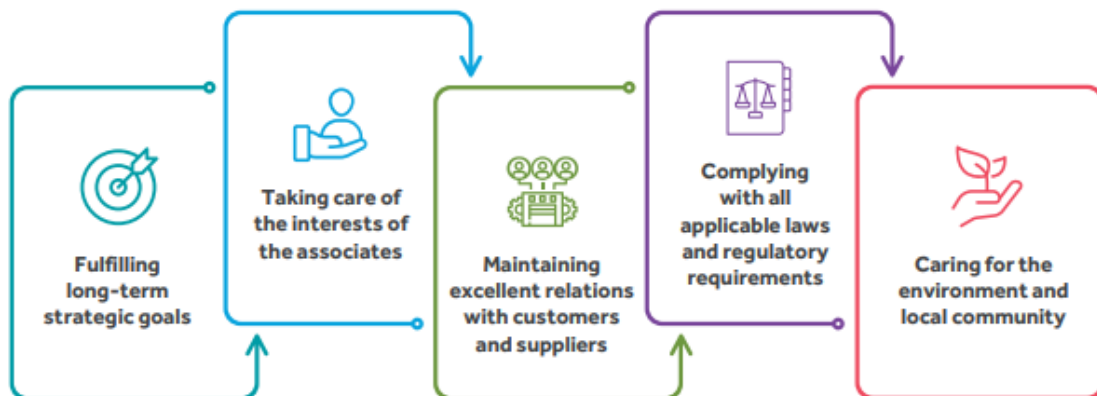 Fulfilling
long-term
strategic goals
Taking care of
the interests of
the associates
Maintaining
excellent relations
with customers
and suppliers
Complying
with all
applicable laws
and regulatory
requirements
Caring for the
environment and
local community